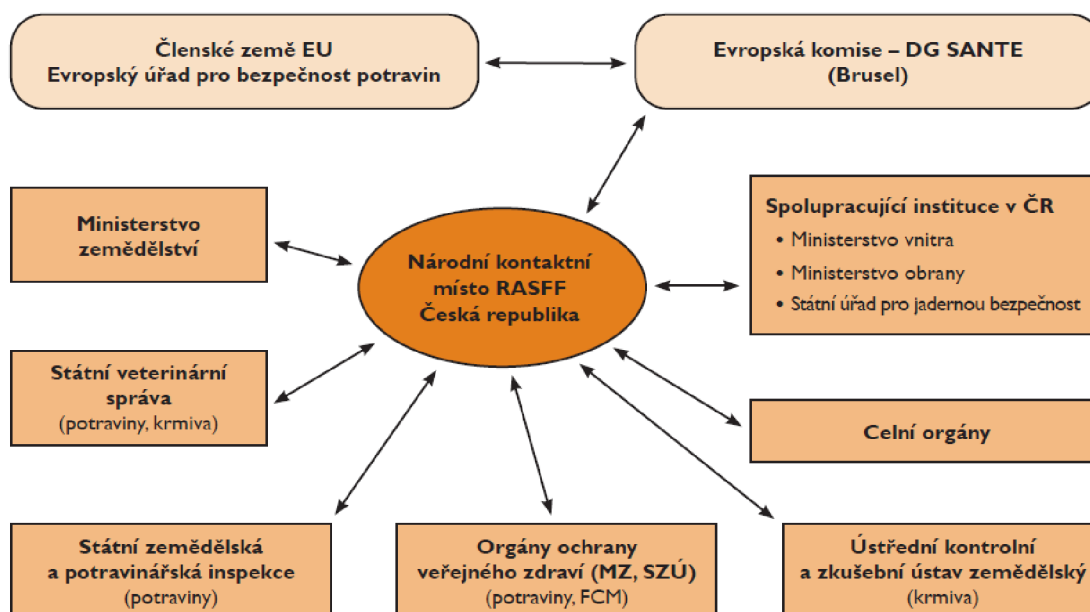 Členské země EU
Evropský úřad pro bezpečnost potravin
Evropská komise – DG SANTE
(Brusel)
Ministerstvo
zemědělství
Národní kontaktní
místo RASFF
Česká republika
Spolupracující instituce v ČR
• Ministerstvo vnitra
• Ministerstvo obrany
• Státní úřad pro jadernou bezpečnost
Státní veterinární
správa
(potraviny, krmiva)
Celní orgány
Státní zemědělská
a potravinářská inspekce
(potraviny)
Orgány ochrany
veřejného zdraví (MZ, SZÚ)
(potraviny, FCM)
Ústřední kontrolní
a zkušební ústav zemědělský
(krmiva)